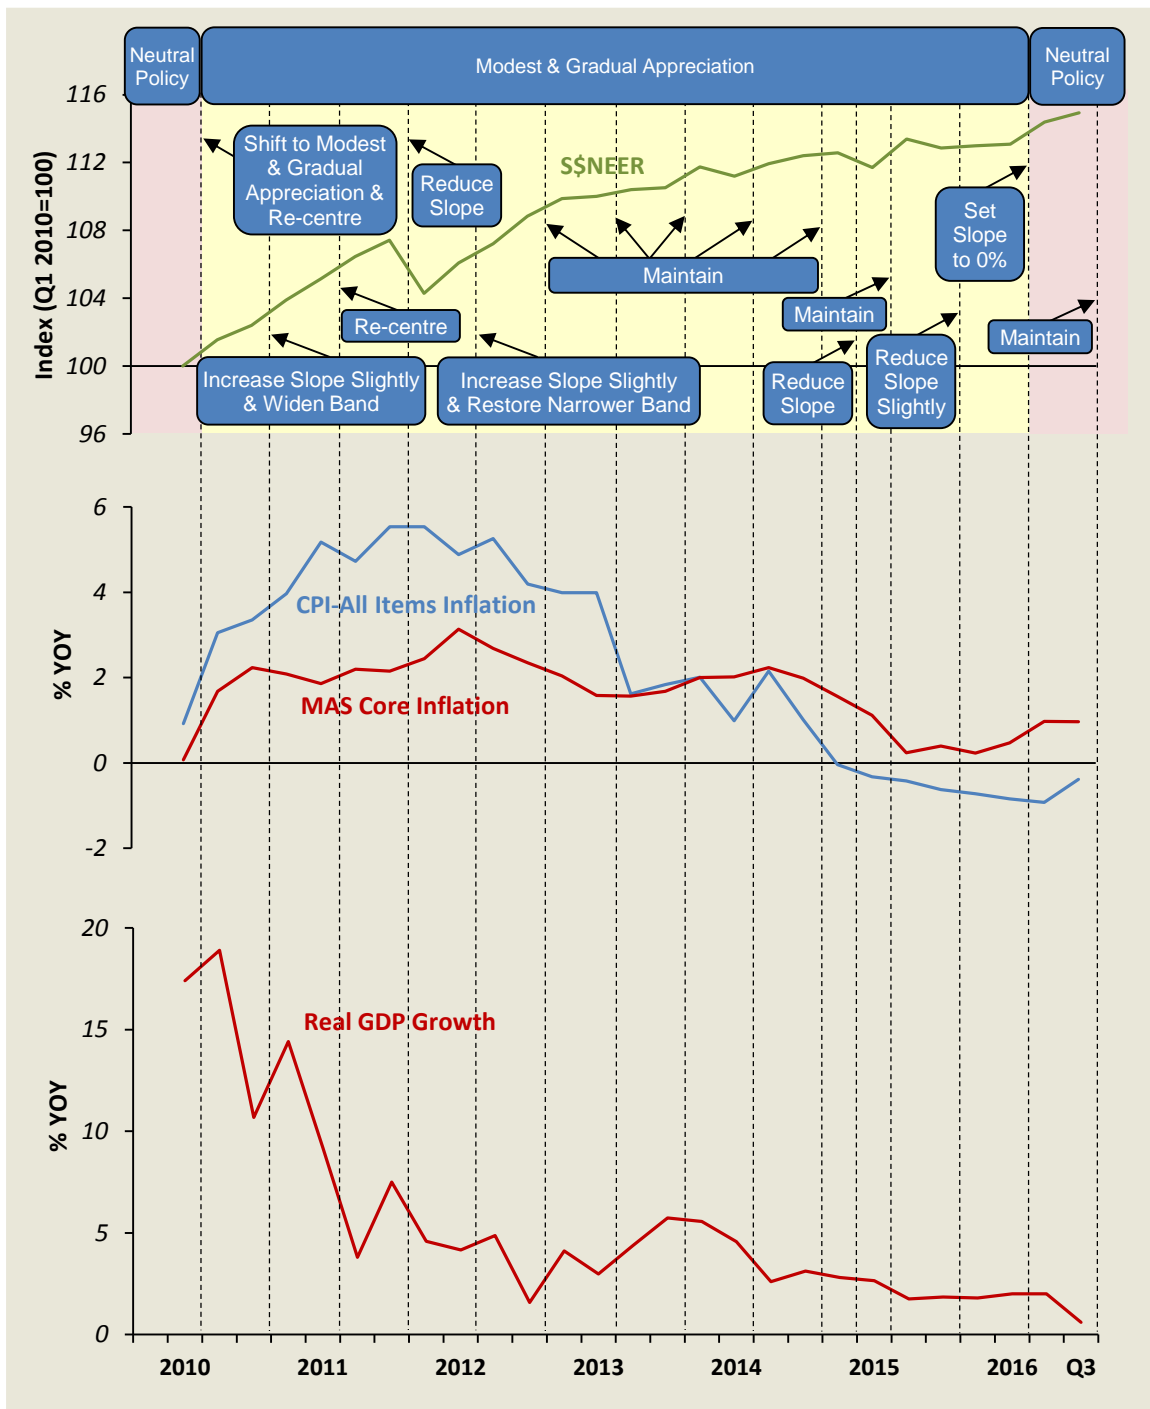 Neutral
Policy
Modest & Gradual Appreciation
Neutral
Policy
Index (Q1 2010=100)
116
112
108
104
100
96
Shift to Modest
& Gradual
Appreciation &
Re-centre
Reduce
Slope
S$NEER
Set
Slope
to 0%
Maintain
Re-centre
Maintain
Maintain
Increase Slope Slightly
& Widen Band
Increase Slope Slightly
& Restore Narrower Band
Reduce
Slope
Reduce
Slope
Slightly
% YOY
6
4
2
0
-2
CPI-All Items Inflation
MAS Core Inflation
% YOY
20
15
10
5
0
Real GDP Growth
2010
2011
2012
2013
2014
2015
2016
Q3